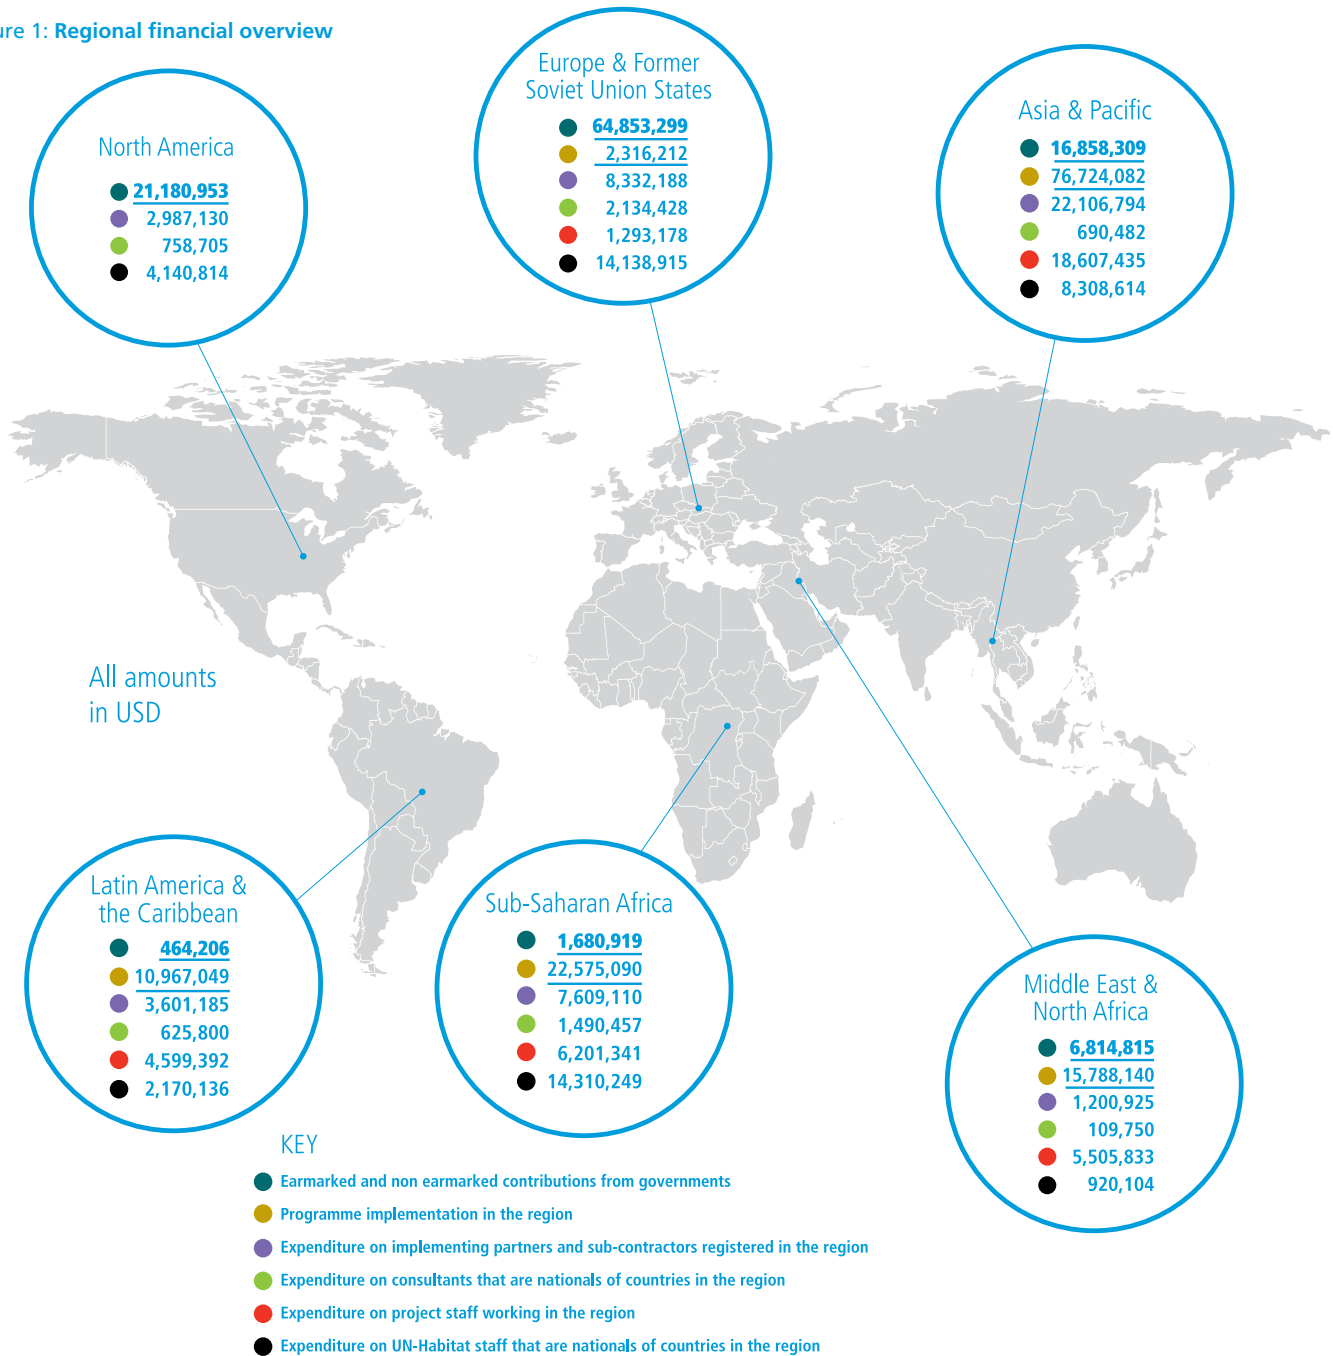 ure 1: Regional financial overview
North America
21,180,953
2,987,130
758,705
4,140,814
Europe & Former
Soviet Union States
64,853,299
2,316,212
8,332,188
2,134,428
1,293,178
14,138,915
Asia & Pacific
16,858,309
76,724,082
22,106,794
690,482
18,607,435
8,308,614
All amounts
in USD
Latin America &
the Caribbean
464,206
10,967,049
3,601,185
625,800
4,599,392
2,170,136
Sub-Saharan Africa
1,680,919
22,575,090
7,609,110
1,490,457
6,201,341
14,310,249
Middle East &
North Africa
6,814,815
15,788,140
1,200,925
109,750
5,505,833
920,104
KEY
Earmarked and non earmarked contributions from governments
Programme implementation in the region
Expenditure on implementing partners and sub-contractors registered in the region
Expenditure on consultants that are nationals of countries in the region
Expenditure on project staff working in the region
Expenditure on UN-Habitat staff that are nationals of countries in the region